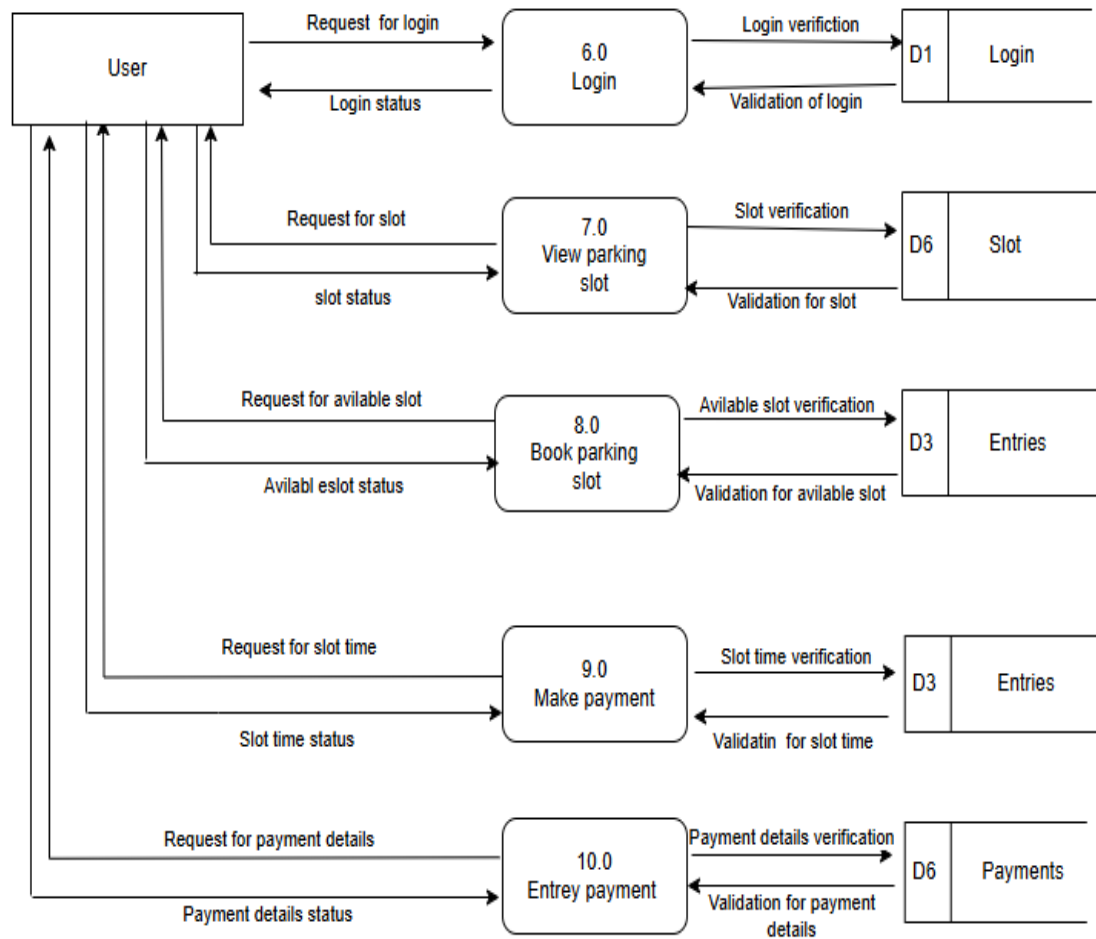 User
Request for login
Login status
6.0
Login
Login verifiction
Validation of login
D1
Login
Request for slot
slot status
7.0
View parking
slot
Slot verification
Validation for slot
D6
Slot
Request for avilable slot
Avilabl eslot status
8.0
Book parking
slot
Avilable slot verification
Validation for avilable slot
D3
Entries
Request for slot time
Slot time status
9.0
Make payment
Slot time verification
Validatin for slot time
D3
Entries
Request for payment details
Payment details status
10.0
Entrey payment
Payment details verification
Validation for payment
details
D6
Payments